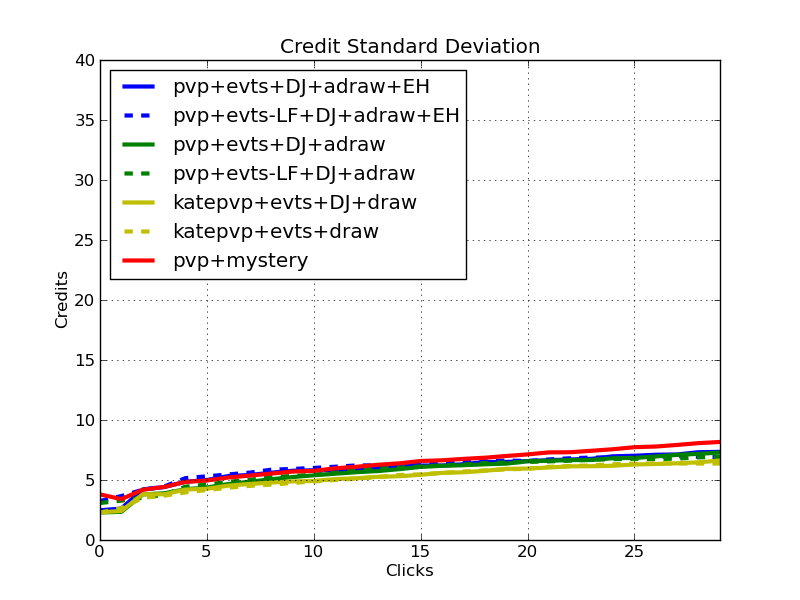 Credit Standard Deviation
40
35
30
25
20
15
10
5
0
Credits
pvp+evts+DJ+adraw+EH
pvp+evts-LF+DJ+adraw+EH
pvp+evts+DJ+adraw
pvp+evts-LF+DJ+adraw
katepvp+evts+DJ+draw
katepvp+evts+draw
pvp+mystery
0 5 10 15 20 25
Clicks